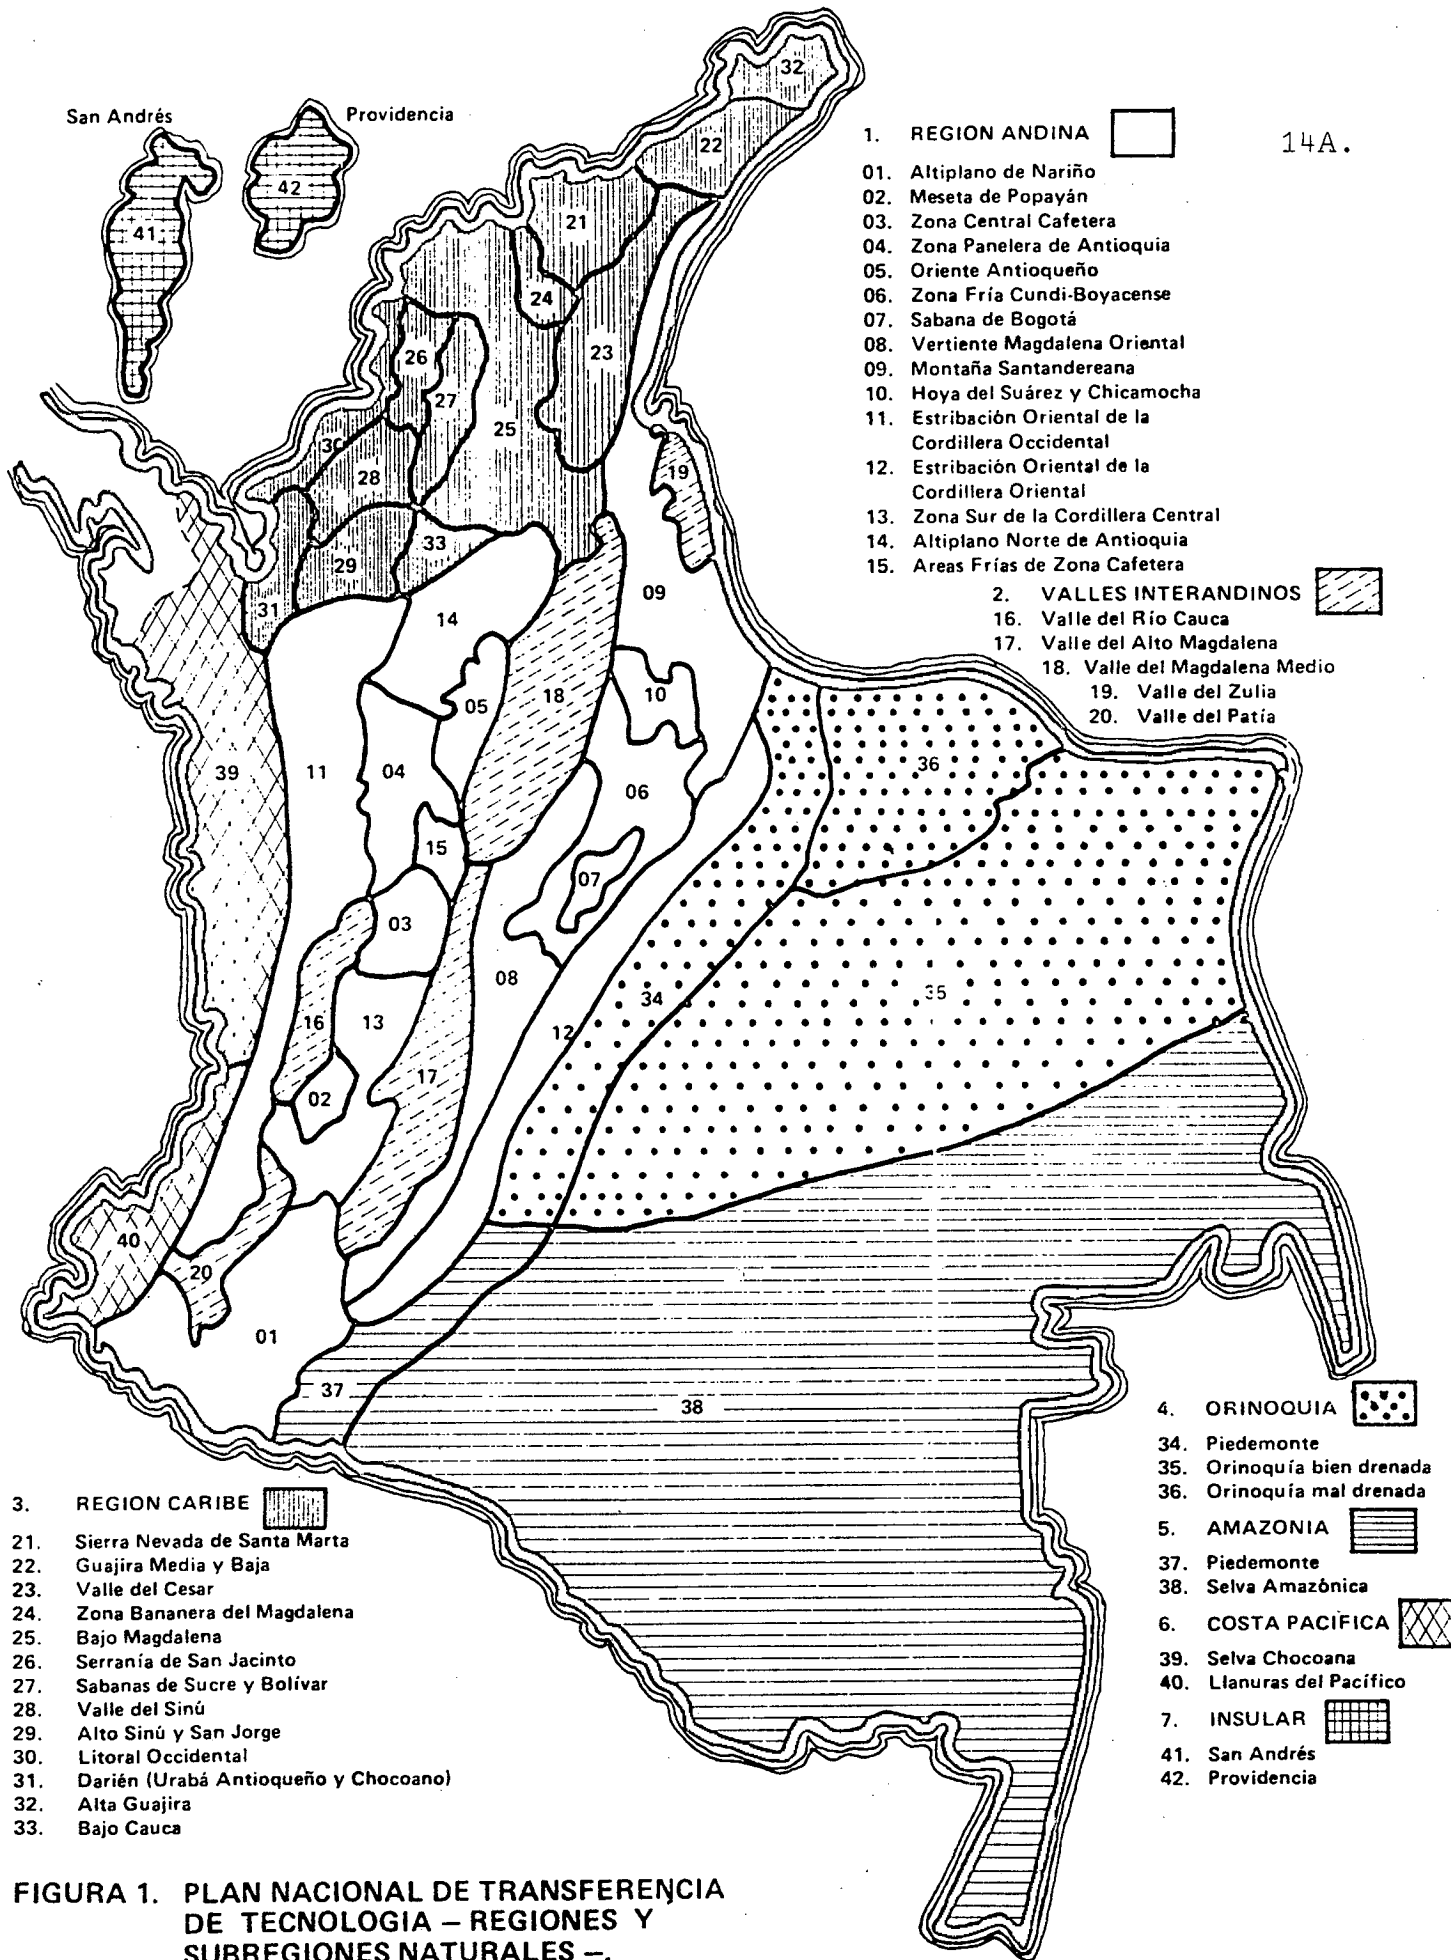 San Andrés
Providencia
14A.
1. REGION ANDINA
01. Altiplano de Nariño
02. Meseta de Popayán
03. Zona Central Cafetera
04. Zona Panelera de Antioquia
05. Oriente Antioqueño
06. Zona Fría Cundi-Boyacense
07. Sabana de Bogotá
08. Vertiente Magdalena Oriental
09. Montaña Santandereana
10. Hoya del Suárez y Chicamocha
11. Estribación Oriental de la
Cordillera Occidental
12. Estribación Oriental de la
Cordillera Oriental
13. Zona Sur de la Cordillera Central
14. Altiplano Norte de Antioquia
15. Areas Frías de Zona Cafetera
2. VALLES INTERANDINOS
16. Valle del Río Cauca
17. Valle del Alto Magdalena
18. Valle del Magdalena Medio
19. Valle del Zulia
20. Valle del Patía
32
22
21
41
42
24
23
26
27
25
30
28
19
33
29
31
09
14
18
10
05
39
11
04
36
06
15
07
03
08
34
35
16
13
12
17
02
40
20
01
37
38
3. REGION CARIBE
21. Sierra Nevada de Santa Marta
22. Guajira Media y Baja
23. Valle del Cesar
24. Zona Bananera del Magdalena
25. Bajo Magdalena
26. Serranía de San Jacinto
27. Sabanas de Sucre y Bolívar
28. Valle del Sinú
29. Alto Sinú y San Jorge
30. Litoral Occidental
31. Darién (Urabá Antioqueño y Chocoano)
32. Alta Guajira
33. Bajo Cauca
4. ORINOQUIA
34. Piedemonte
35. Orinoquía bien drenada
36. Orinoquía mal drenada
5. AMAZONIA
37. Piedemonte
38. Selva Amazónica
6. COSTA PACIFICA
39. Selva Chocoana
40. Llanuras del Pacífico
7. INSULAR
41. San Andrés
42. Providencia
FIGURA 1. PLAN NACIONAL DE TRANSFERENCIA
DE TECNOLOGIA – REGIONES Y
SUBREGIONES NATURALES –.